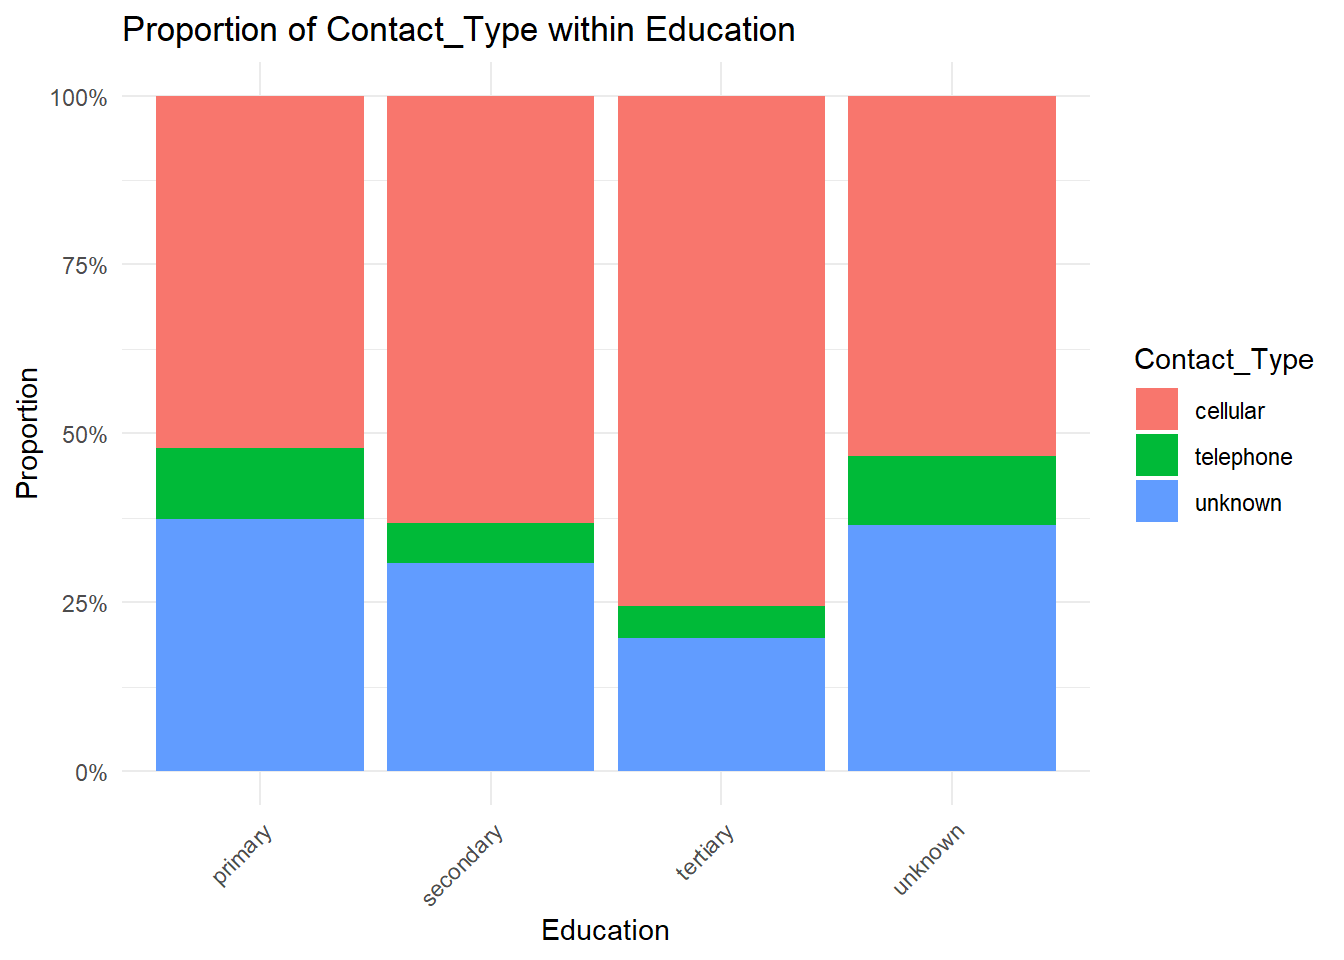 Proportion of Contact_Type within Education
100%
75%
50%
25%
0%
Proportion
primary
secondary
tertiary
unknown
Education
Contact_Type
cellular
telephone
unknown